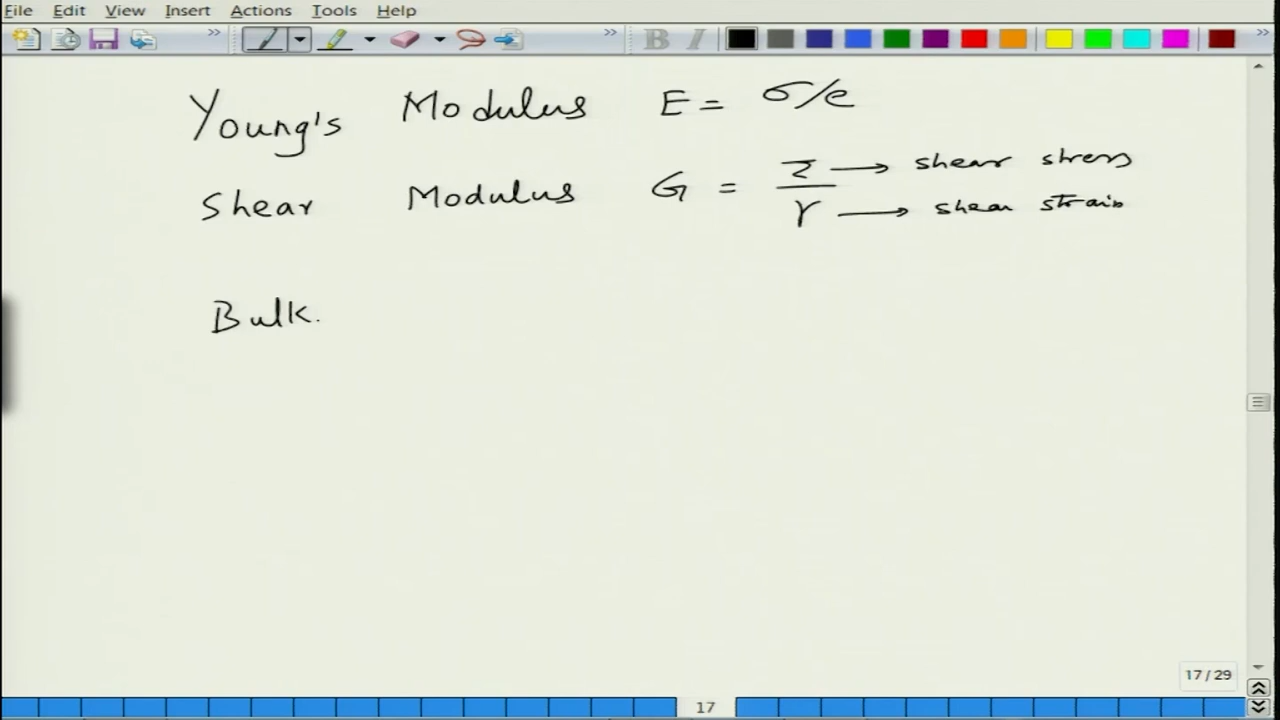 File Edit View Insert Actions Tools Help
B I
Young's Modulus E = σ/e
Shear Modulus G = τ/γ
→ shear stress
→ shear strain
Bulk.
17 / 29
17